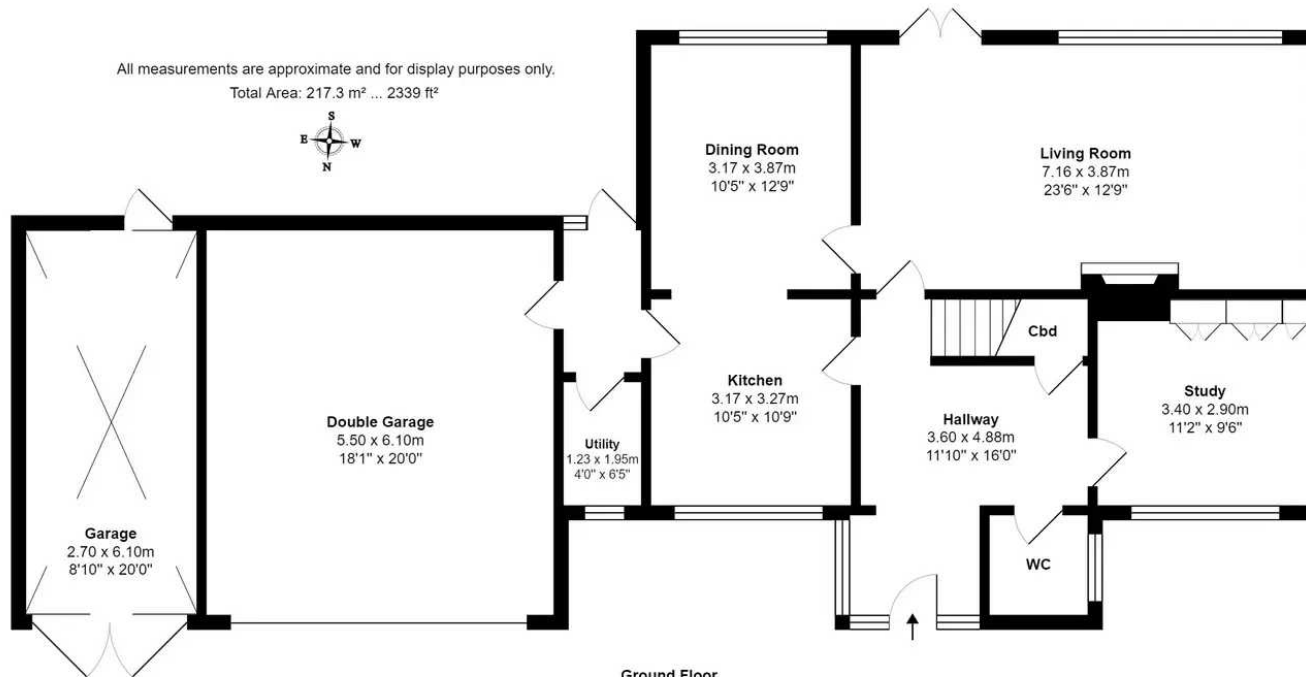 All measurements are approximate and for display purposes only.
Total Area: 217.3 m² ... 2339 ft²
S
E W
N
Dining Room
3.17 x 3.87m
10'5" x 12'9"
Living Room
7.16 x 3.87m
23'6" x 12'9"
Cbd
Kitchen
3.17 x 3.27m
10'5" x 10'9"
Study
3.40 x 2.90m
11'2" x 9'6"
Hallway
3.60 x 4.88m
11'10" x 16'0"
Double Garage
5.50 x 6.10m
18'1" x 20'0"
Utility
1.23 x 1.95m
4'0" x 6'5"
Garage
2.70 x 6.10m
8'10" x 20'0"
WC
Ground Floor